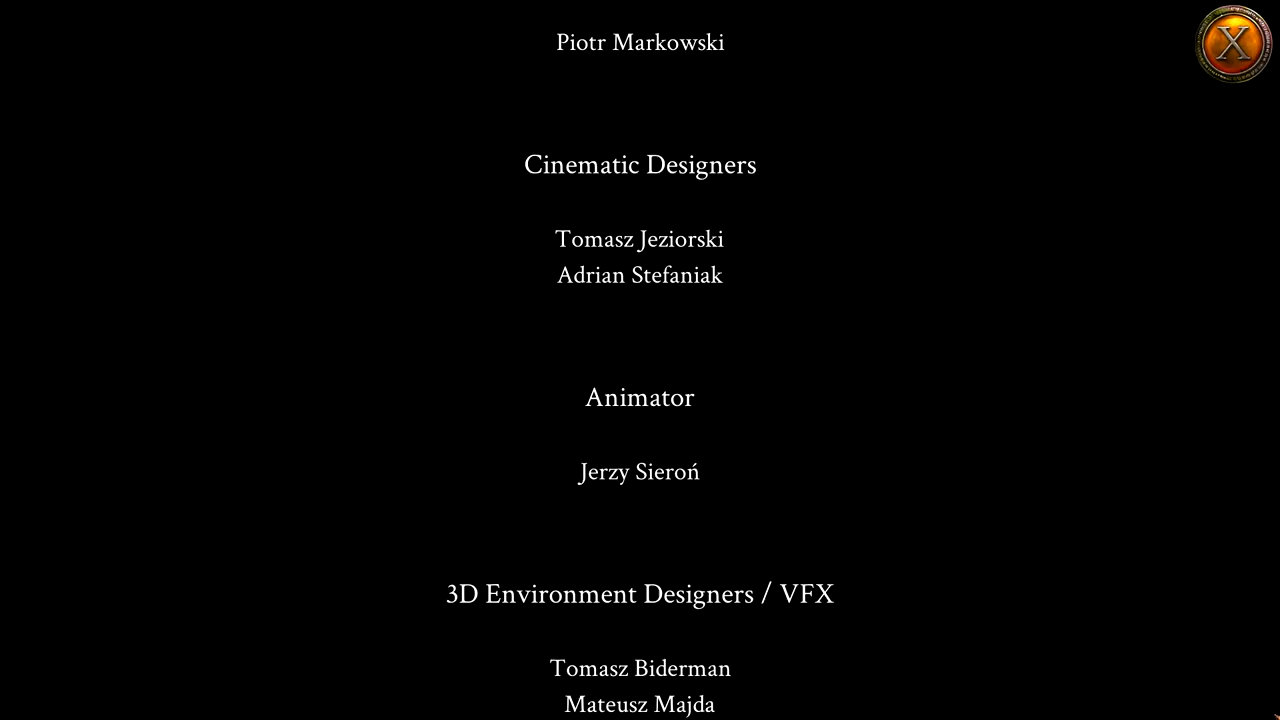 Piotr Markowski
X
Cinematic Designers
Tomasz Jeziorski
Adrian Stefaniak
Animator
Jerzy Sieroń
3D Environment Designers / VFX
Tomasz Biderman
Mateusz Majda